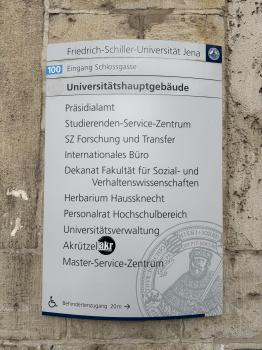 Friedrich-Schiller-Universität Jena
100 Eingang Schlossgasse
Universitätshauptgebäude
Präsidialamt
Studierenden-Service-Zentrum
SZ Forschung und Transfer
Internationales Büro
Dekanat Fakultät für Sozial- und
Verhaltenswissenschaften
Herbarium Haussknecht
Personalrat Hochschulbereich
Universitätsverwaltung
Akrützel akr
Master-Service-Zentrum
Behindertenzugang 20m →